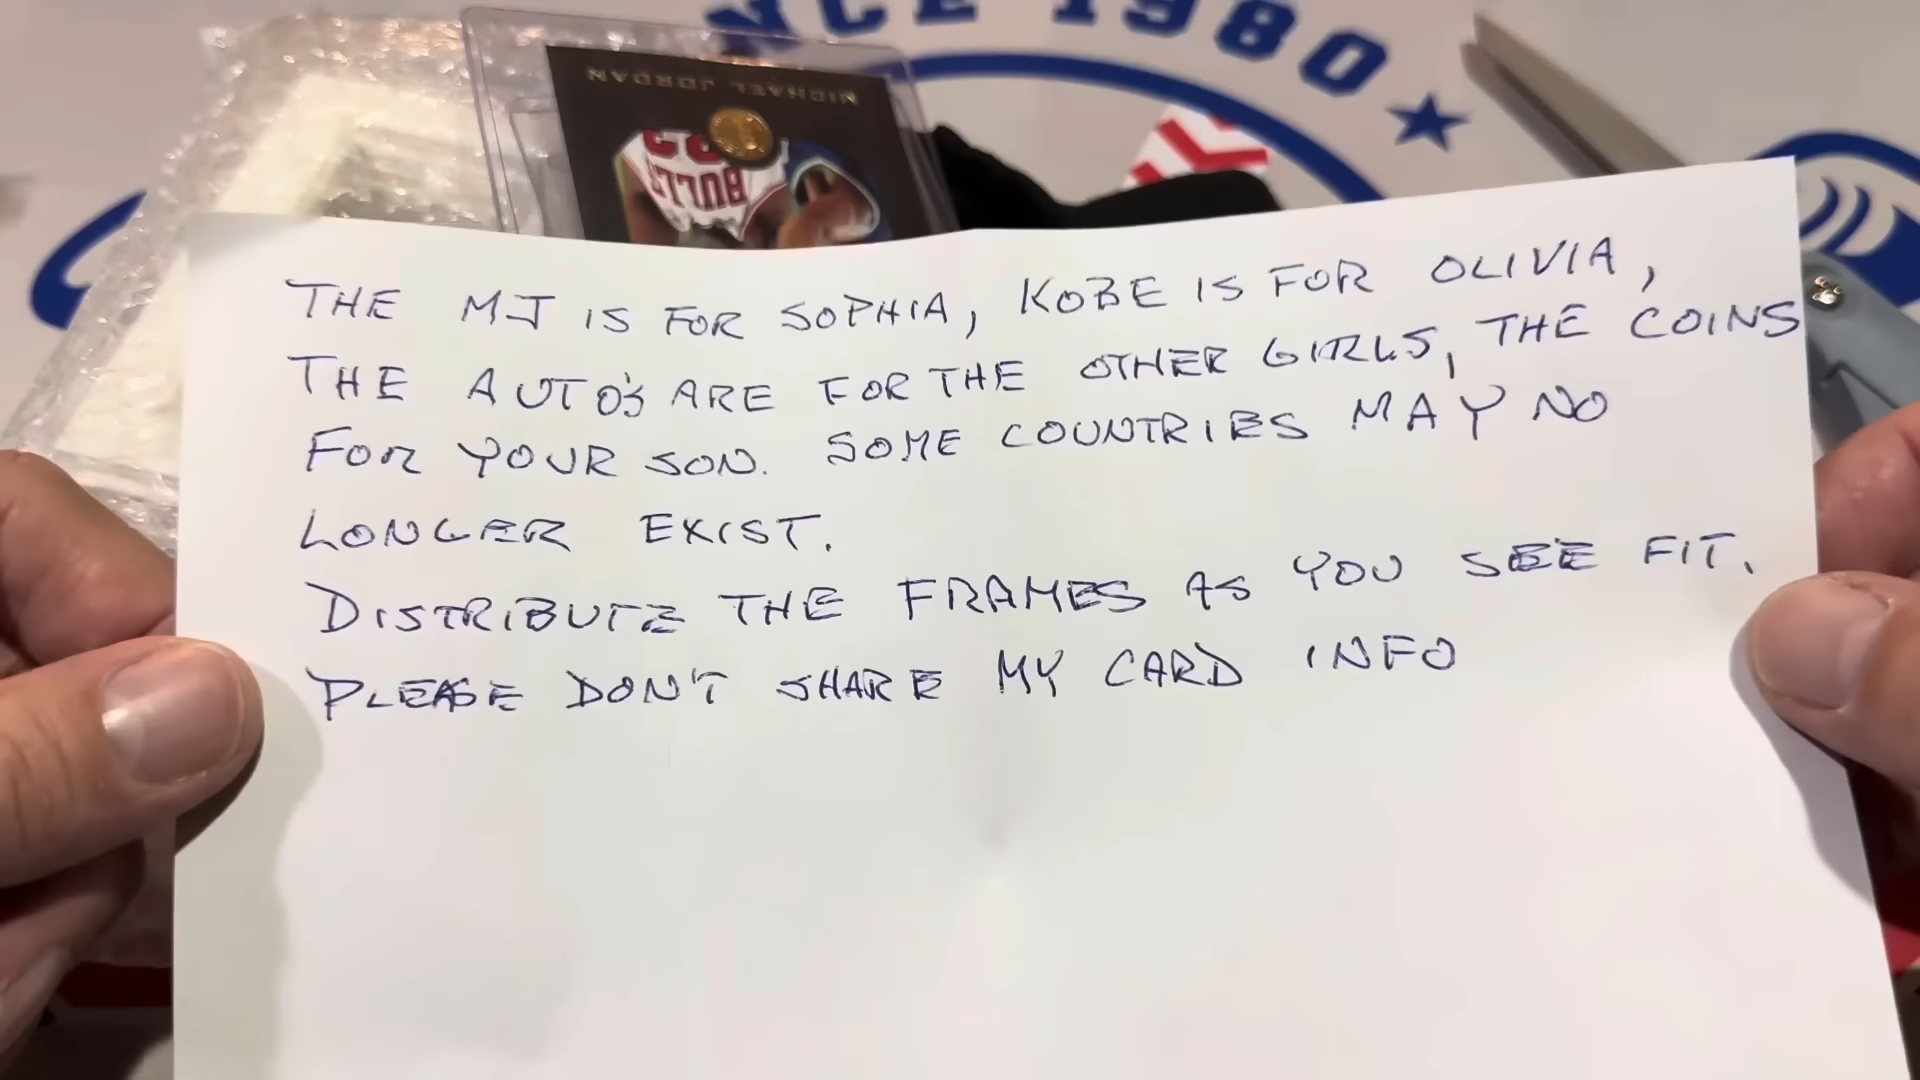 NCE 1980
MICHAEL JORDAN
BULLS
THE MJ IS FOR SOPHIA, KOBE IS FOR OLIVIA,
THE AUTO'S ARE FOR THE OTHER GIRLS, THE COINS
FOR YOUR SON. SOME COUNTRIES MAY NO
LONGER EXIST.
DISTRIBUTE THE FRAMES AS YOU SEE FIT.
PLEASE DON'T SHARE MY CARD INFO